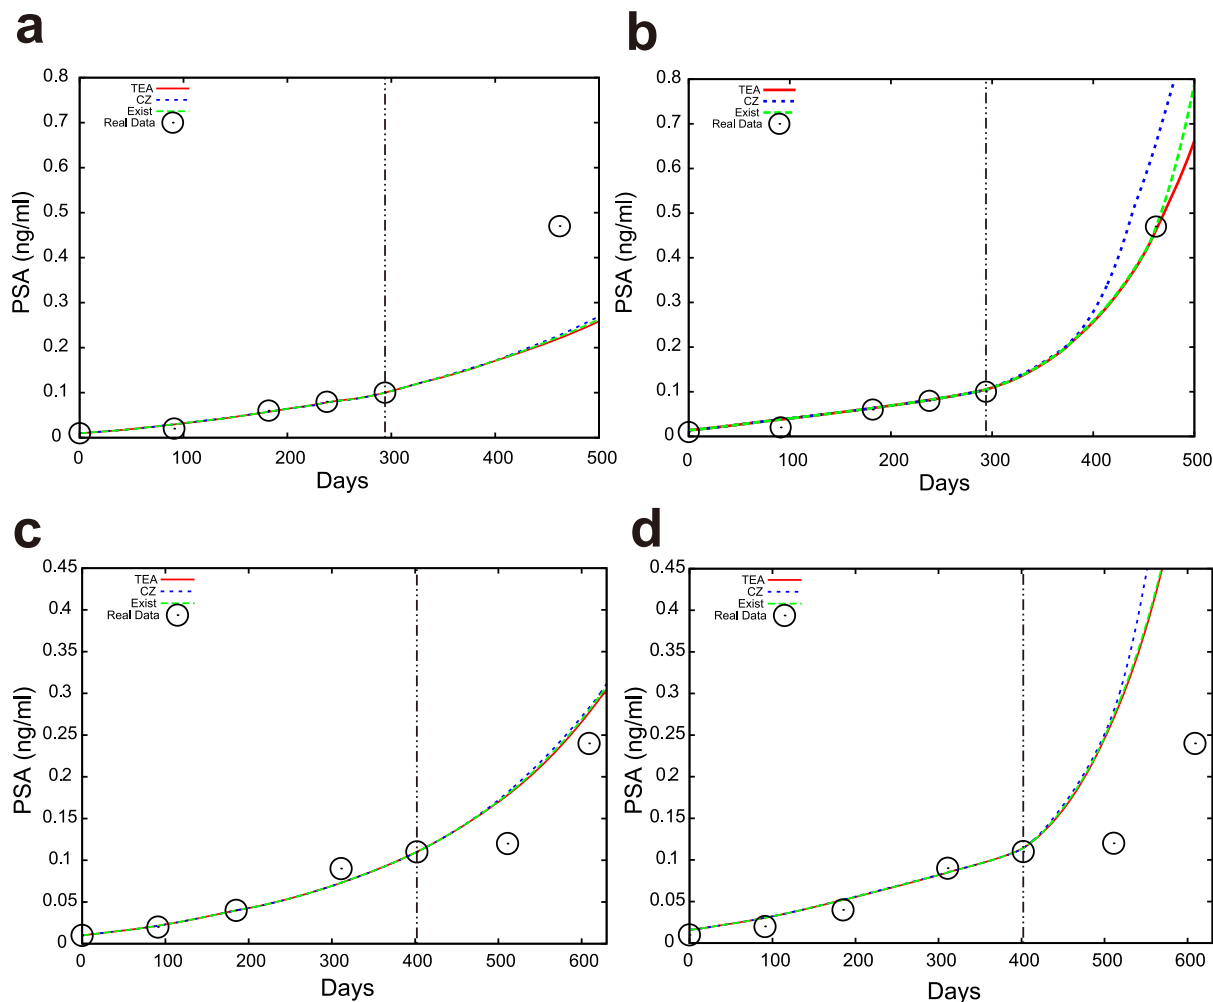 a
0.8
0.7
0.6
0.5
0.4
0.3
0.2
0.1
0
PSA (ng/ml)
TEA
CZ
Exist
Real Data
0 100 200 300 400 500
Days
b
0.8
0.7
0.6
0.5
0.4
0.3
0.2
0.1
0
PSA (ng/ml)
TEA
CZ
Exist
Real Data
0 100 200 300 400 500
Days
c
0.45
0.4
0.35
0.3
0.25
0.2
0.15
0.1
0.05
0
PSA (ng/ml)
TEA
CZ
Exist
Real Data
0 100 200 300 400 500 600
Days
d
0.45
0.4
0.35
0.3
0.25
0.2
0.15
0.1
0.05
0
PSA (ng/ml)
TEA
CZ
Exist
Real Data
0 100 200 300 400 500 600
Days